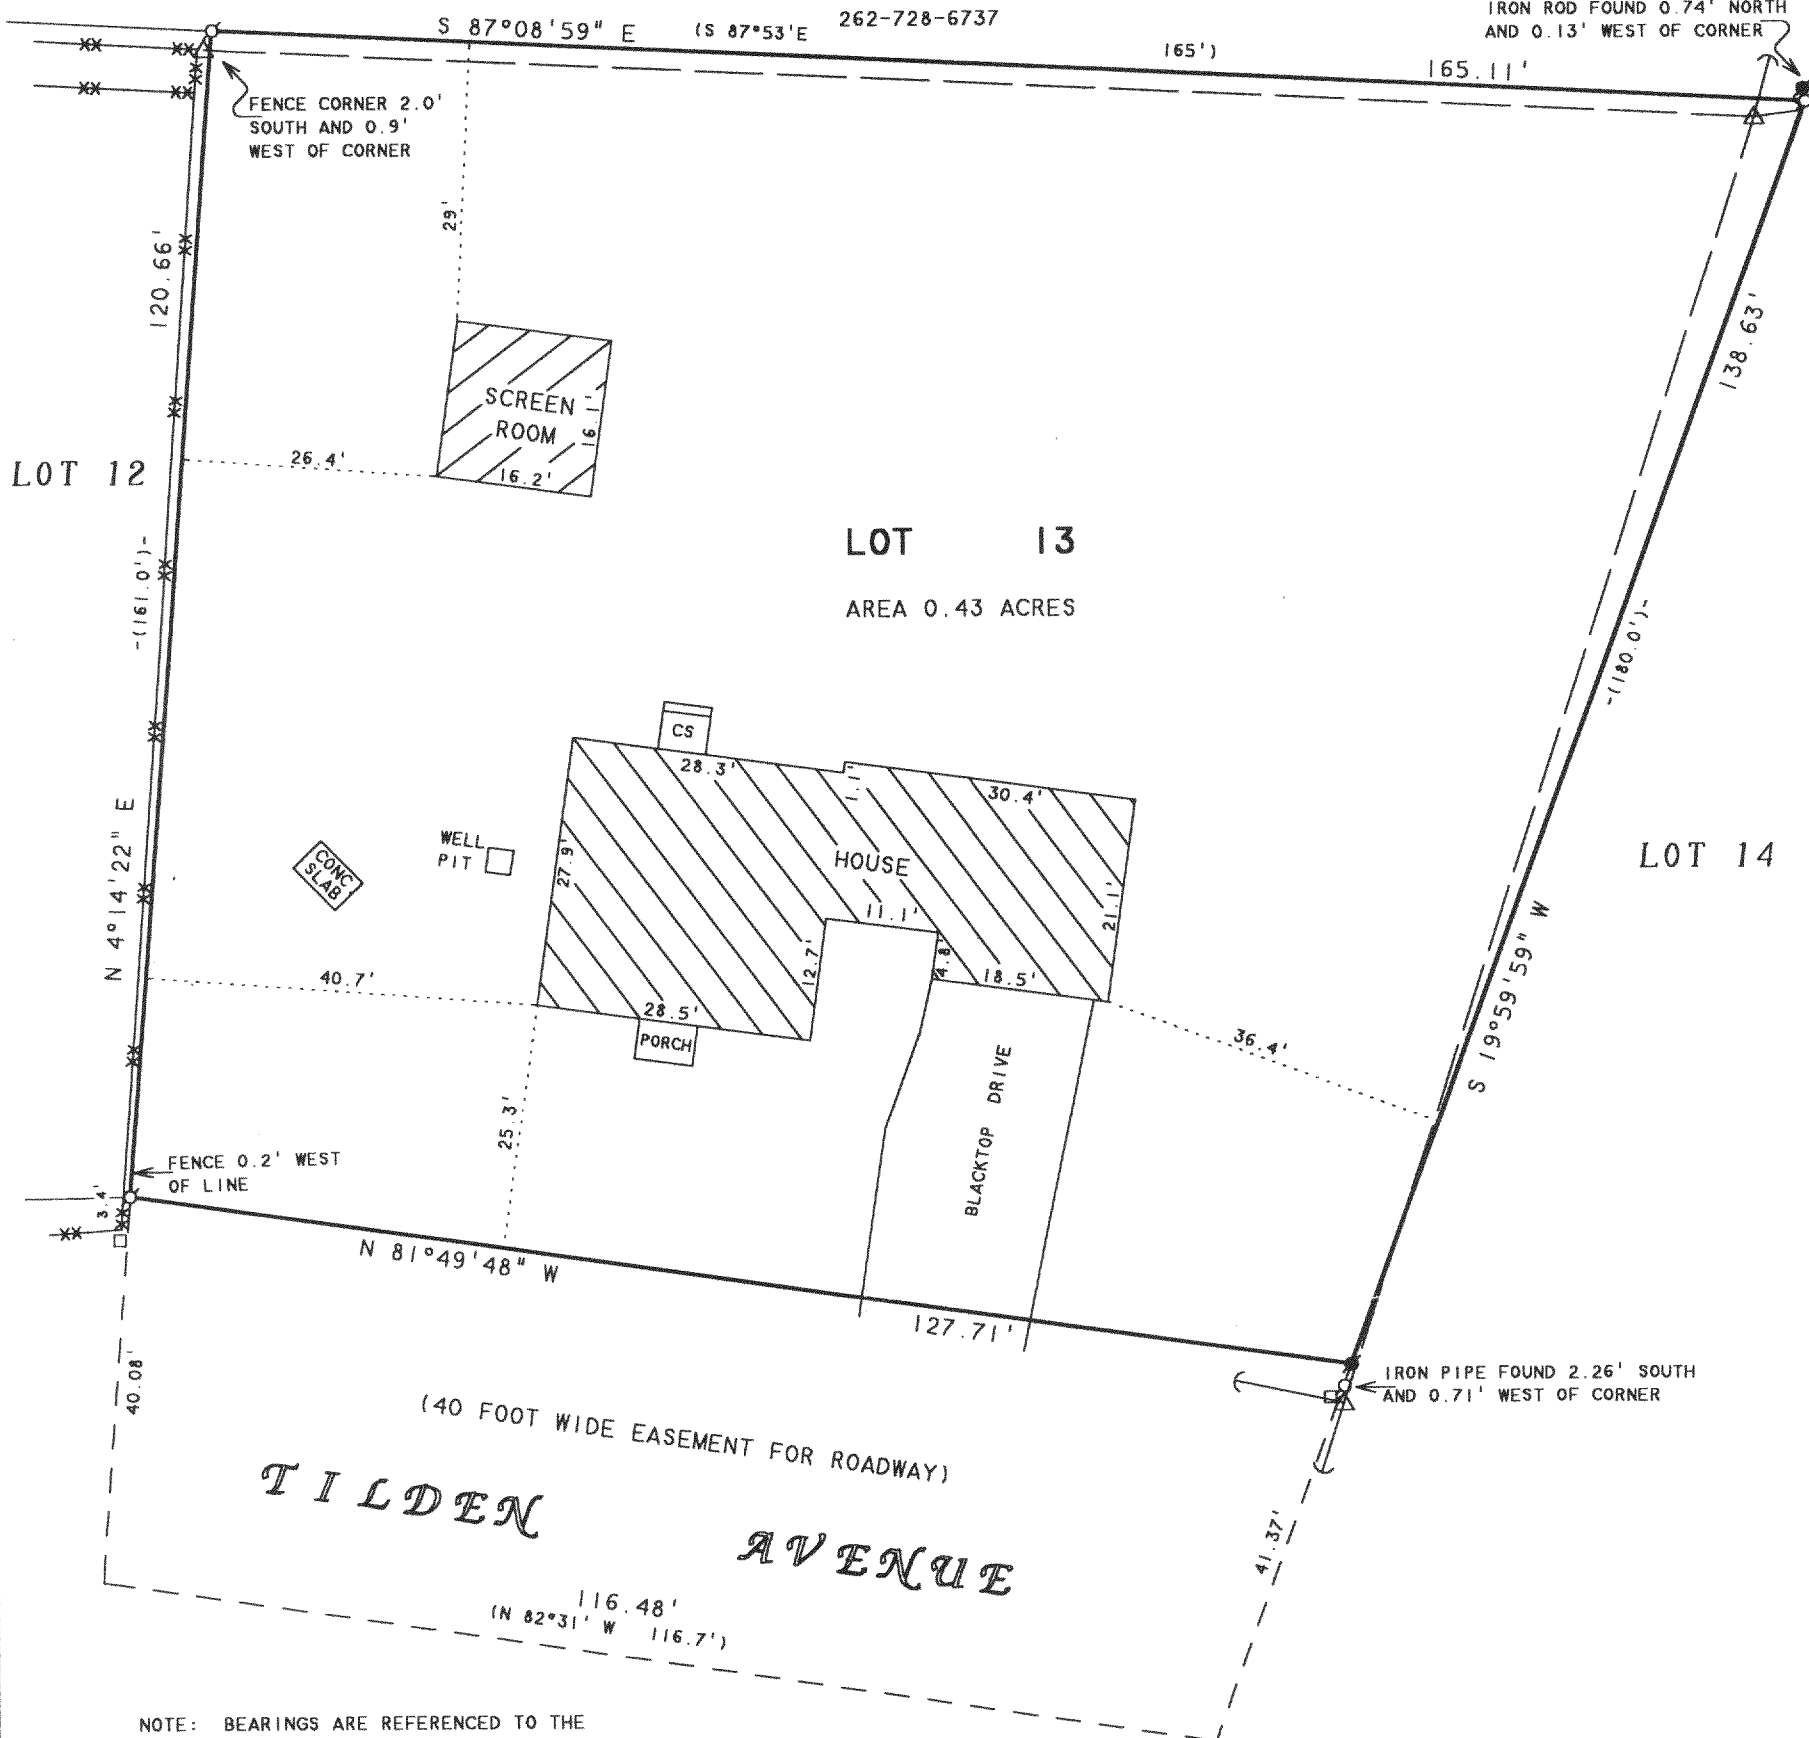 IRON ROD FOUND 0.74' NORTH
AND 0.13' WEST OF CORNER
S 87°08'59" E
(S 87°53'E
262-728-6737
165')
165.11'
FENCE CORNER 2.0'
SOUTH AND 0.9'
WEST OF CORNER
120.66'
29'
138.63'
SCREEN
ROOM
16.1'
16.2'
26.4'
LOT 12
LOT 13
AREA 0.43 ACRES
-(161.0')-
-(180.0')-
CS
28.3'
1.1'
30.4'
N 4°14'22" E
WELL
PIT
CONC
SLAB
27.9'
HOUSE
21.1'
LOT 14
11.1'
12.7'
4.8'
18.5'
S 19°59'59" W
40.7'
28.5'
PORCH
36.4'
25.3'
BLACKTOP DRIVE
FENCE 0.2' WEST
OF LINE
3.4'
N 81°49'48" W
127.71'
40.08'
IRON PIPE FOUND 2.26' SOUTH
AND 0.71' WEST OF CORNER
(40 FOOT WIDE EASEMENT FOR ROADWAY)
TILDEN AVENUE
41.37'
116.48'
(N 82°31' W 116.7')
NOTE: BEARINGS ARE REFERENCED TO THE